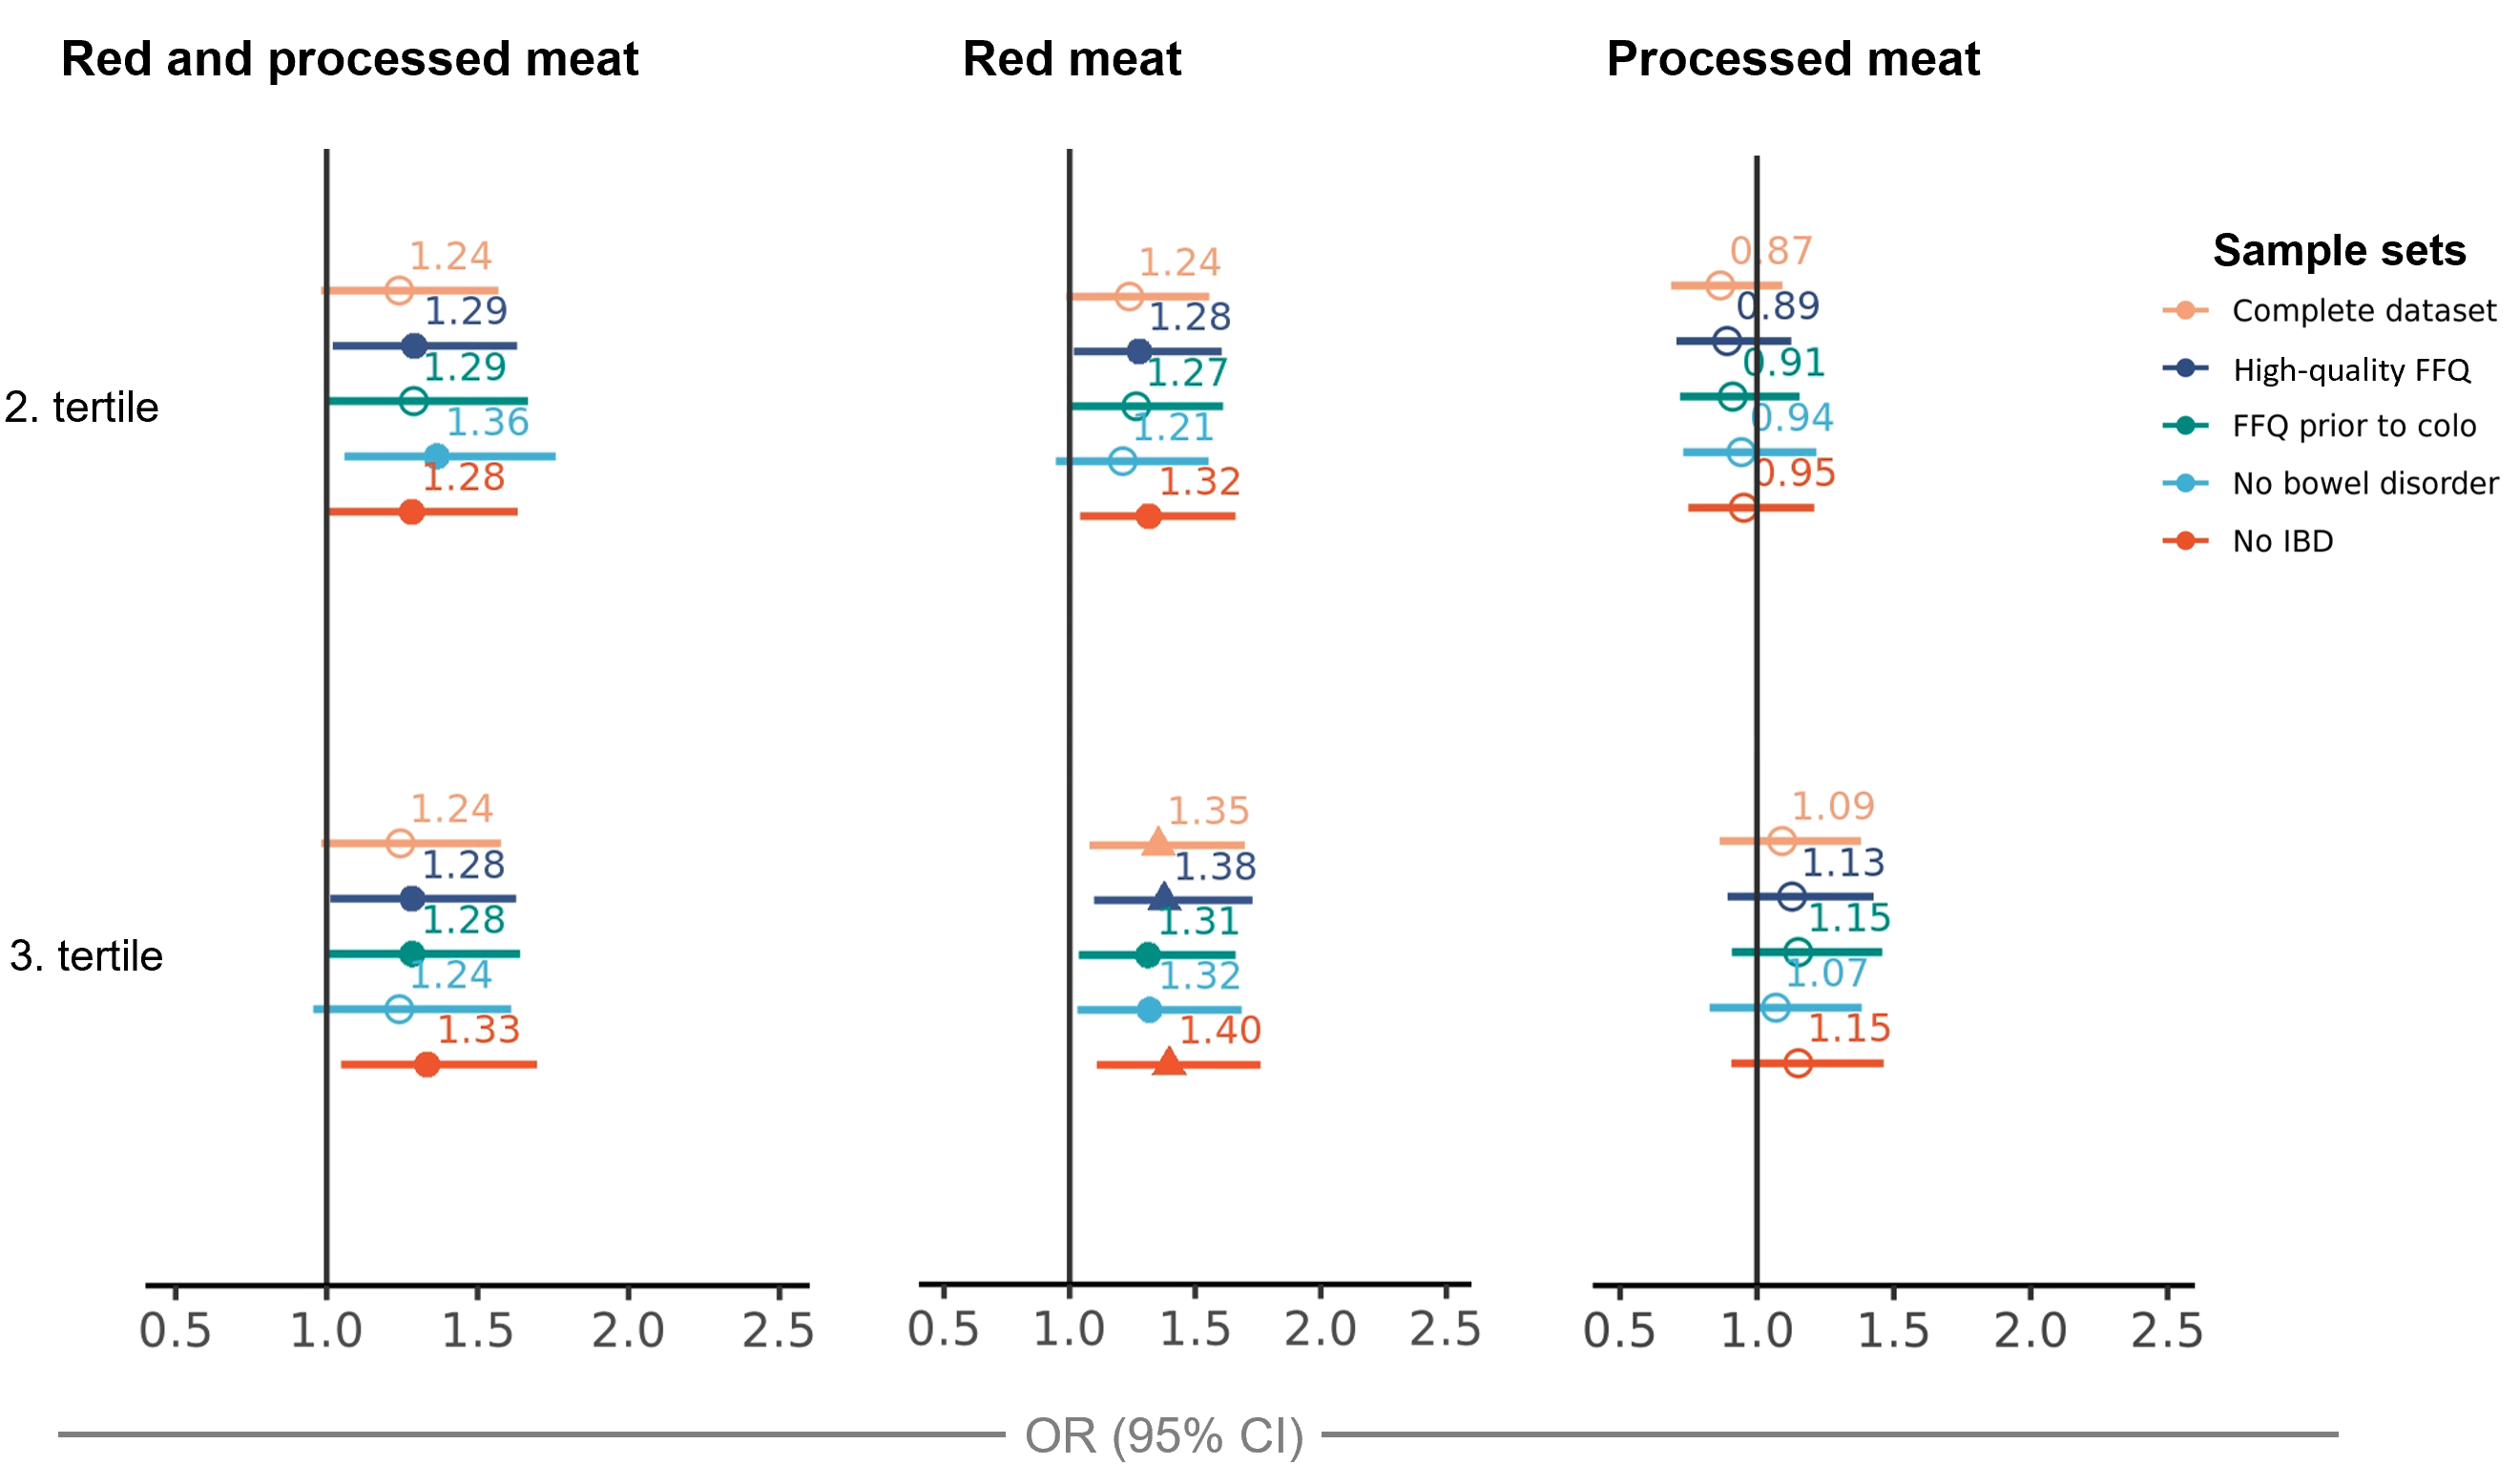 Red and processed meat
Red meat
Processed meat
Sample sets
Complete dataset
High-quality FFQ
FFQ prior to colo
No bowel disorder
No IBD
2. tertile
1.24
1.29
1.29
1.36
1.28
1.24
1.28
1.27
1.21
1.32
0.87
0.89
0.91
0.94
0.95
3. tertile
1.24
1.28
1.28
1.24
1.33
1.35
1.38
1.31
1.32
1.40
1.09
1.13
1.15
1.07
1.15
0.5 1.0 1.5 2.0 2.5
0.5 1.0 1.5 2.0 2.5
0.5 1.0 1.5 2.0 2.5
OR (95% CI)